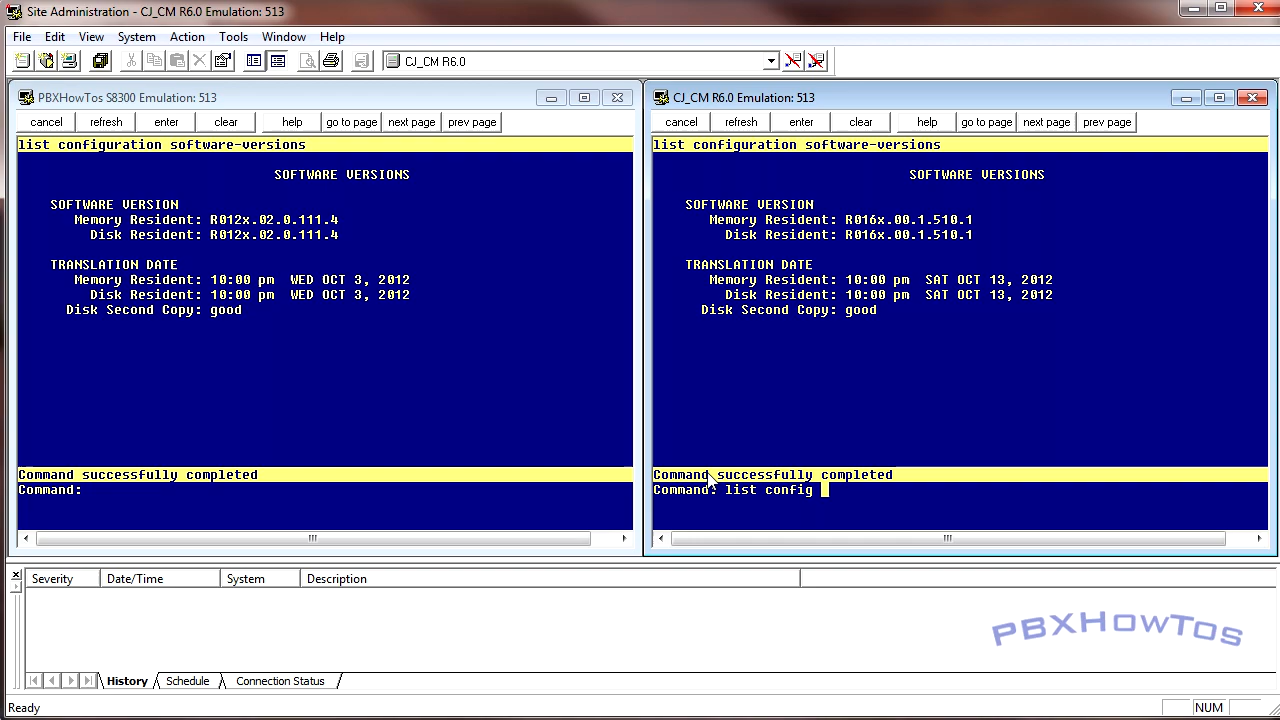 Site Administration - CJ_CM R6.0 Emulation: 513
File Edit View System Action Tools Window Help
CJ_CM R6.0
PBXHowTos S8300 Emulation: 513
cancel refresh enter clear help go to page next page prev page
list configuration software-versions
SOFTWARE VERSIONS
SOFTWARE VERSION
Memory Resident: R012x.02.0.111.4
Disk Resident: R012x.02.0.111.4
TRANSLATION DATE
Memory Resident: 10:00 pm WED OCT 3, 2012
Disk Resident: 10:00 pm WED OCT 3, 2012
Disk Second Copy: good
Command successfully completed
Command:
CJ_CM R6.0 Emulation: 513
cancel refresh enter clear help go to page next page prev page
list configuration software-versions
SOFTWARE VERSIONS
SOFTWARE VERSION
Memory Resident: R016x.00.1.510.1
Disk Resident: R016x.00.1.510.1
TRANSLATION DATE
Memory Resident: 10:00 pm SAT OCT 13, 2012
Disk Resident: 10:00 pm SAT OCT 13, 2012
Disk Second Copy: good
Command successfully completed
Command: list config
Severity Date/Time System Description
PBXHowTos
History Schedule Connection Status
Ready NUM